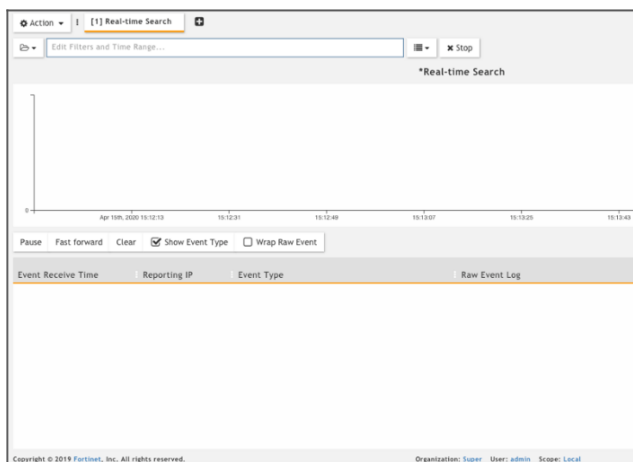 Action
[1] Real-time Search
Edit Filters and Time Range...
Stop
*Real-time Search
0
Apr 15th, 2020 15:12:13 15:12:31 15:12:49 15:13:07 15:13:25 15:13:43
Pause Fast forward Clear Show Event Type Wrap Raw Event
Event Receive Time Reporting IP Event Type Raw Event Log
Copyright © 2019 Fortinet, Inc. All rights reserved. Organization: Super User: admin Scope: Local